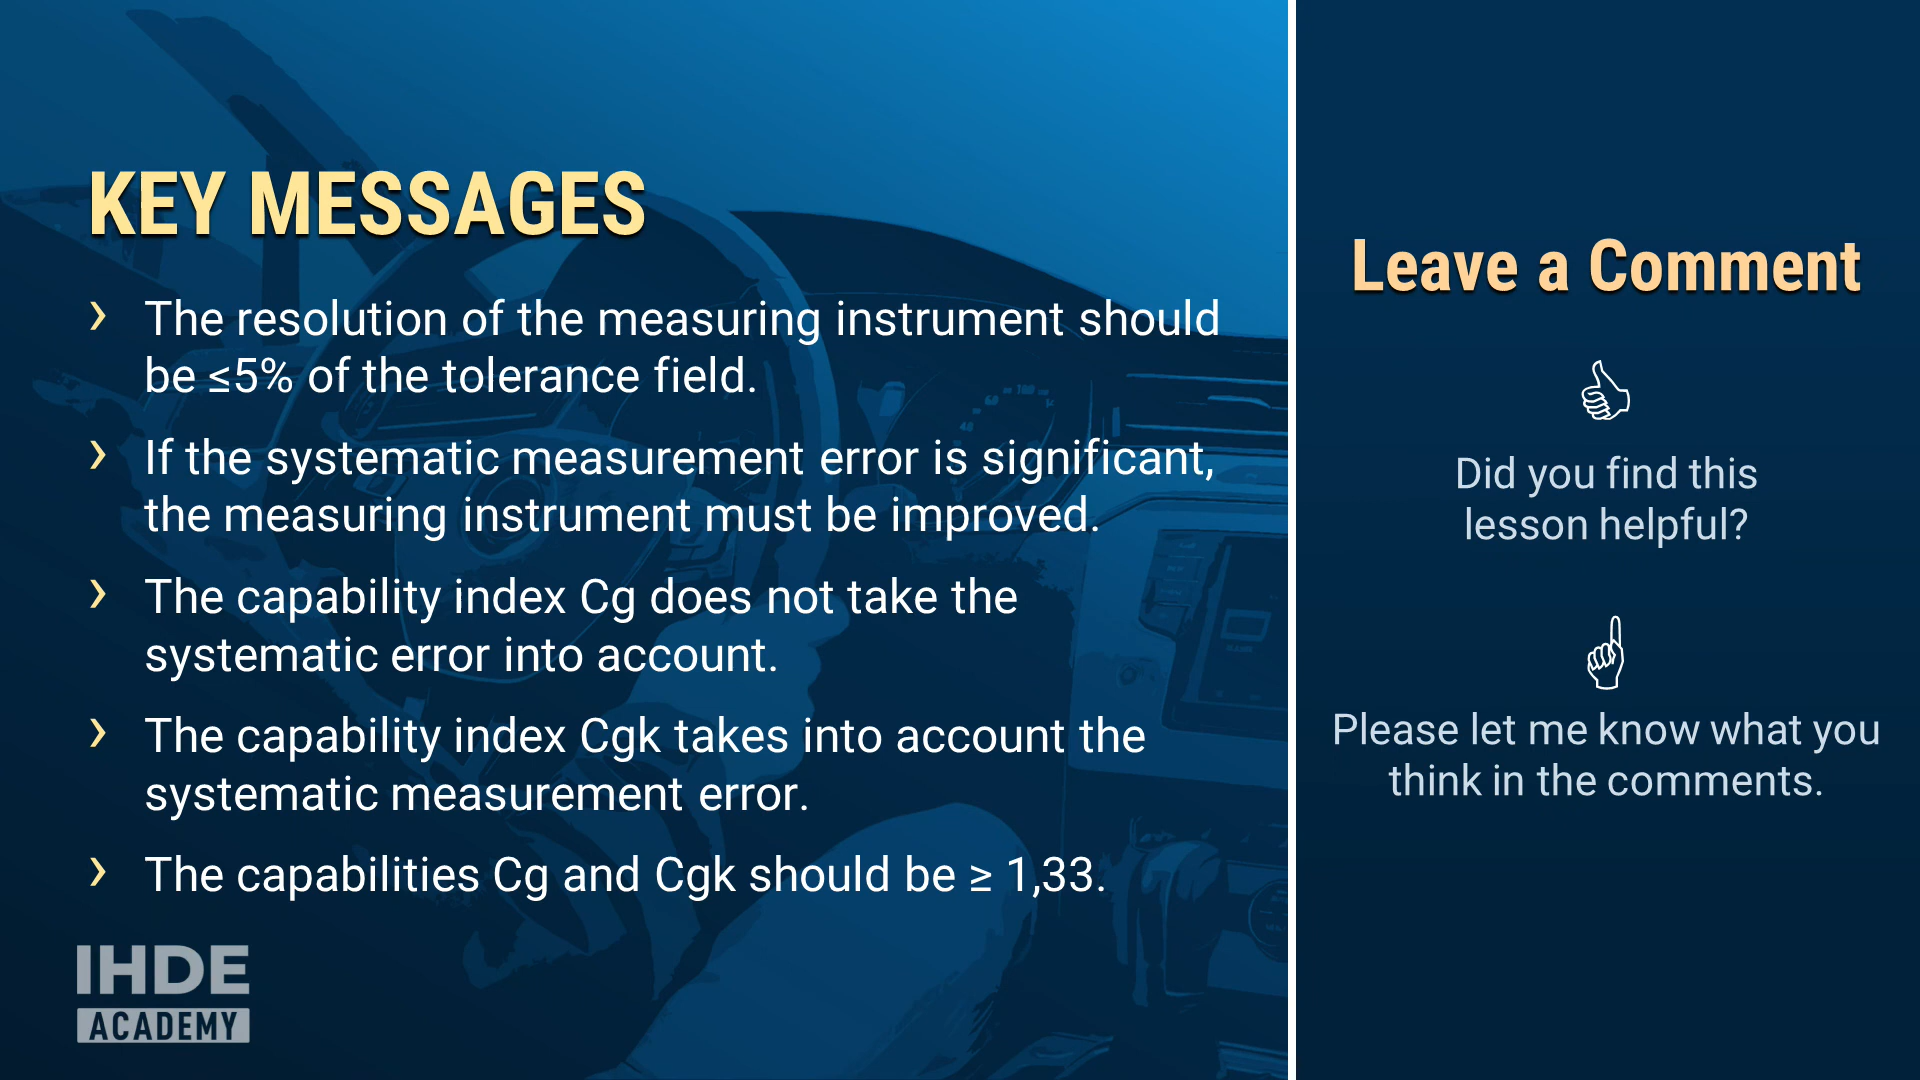 KEY MESSAGES
› The resolution of the measuring instrument should
be ≤5% of the tolerance field.
› If the systematic measurement error is significant,
the measuring instrument must be improved.
› The capability index Cg does not take the
systematic error into account.
› The capability index Cgk takes into account the
systematic measurement error.
› The capabilities Cg and Cgk should be ≥ 1,33.
IHDE
ACADEMY
Leave a Comment
Did you find this
lesson helpful?
Please let me know what you
think in the comments.